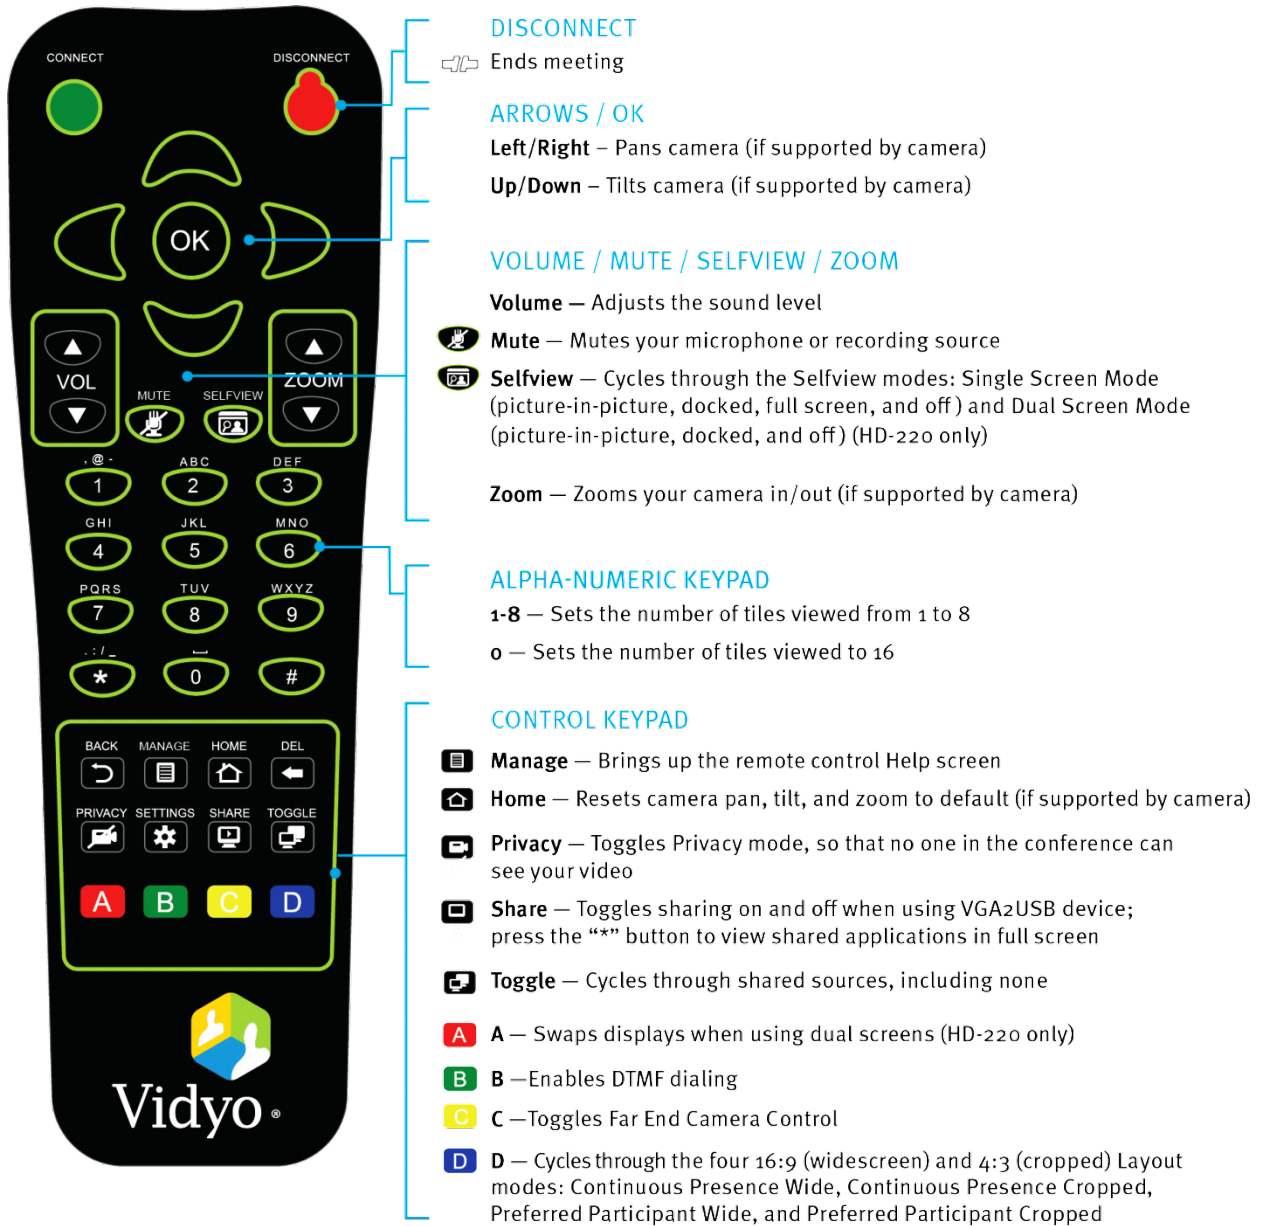 CONNECT
DISCONNECT
OK
VOL
ZOOM
MUTE
SELFVIEW
, @ -
ABC
DEF
1
2
3
GHI
JKL
MNO
4
5
6
PQRS
TUV
WXYZ
7
8
9
. : / _
*
0
#
BACK
MANAGE
HOME
DEL
PRIVACY
SETTINGS
SHARE
TOGGLE
A
B
C
D
Vidyo ®
DISCONNECT
Ends meeting
ARROWS / OK
Left/Right – Pans camera (if supported by camera)
Up/Down – Tilts camera (if supported by camera)
VOLUME / MUTE / SELFVIEW / ZOOM
Volume — Adjusts the sound level
Mute — Mutes your microphone or recording source
Selfview — Cycles through the Selfview modes: Single Screen Mode
(picture-in-picture, docked, full screen, and off ) and Dual Screen Mode
(picture-in-picture, docked, and off ) (HD-220 only)
Zoom — Zooms your camera in/out (if supported by camera)
ALPHA-NUMERIC KEYPAD
1-8 — Sets the number of tiles viewed from 1 to 8
0 — Sets the number of tiles viewed to 16
CONTROL KEYPAD
Manage — Brings up the remote control Help screen
Home — Resets camera pan, tilt, and zoom to default (if supported by camera)
Privacy — Toggles Privacy mode, so that no one in the conference can
see your video
Share — Toggles sharing on and off when using VGA2USB device;
press the “*” button to view shared applications in full screen
Toggle — Cycles through shared sources, including none
A A — Swaps displays when using dual screens (HD-220 only)
B B —Enables DTMF dialing
C C —Toggles Far End Camera Control
D D — Cycles through the four 16:9 (widescreen) and 4:3 (cropped) Layout
modes: Continuous Presence Wide, Continuous Presence Cropped,
Preferred Participant Wide, and Preferred Participant Cropped